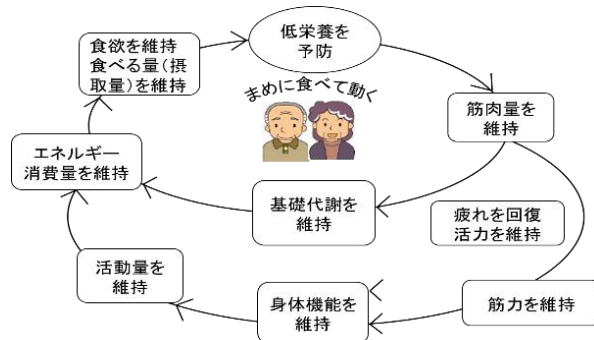 低栄養を
予防
食欲を維持
食べる量(摂
取量)を維持
まめに食べて動く
筋肉量を
維持
エネルギー
消費量を維持
基礎代謝を
維持
疲れを回復
活力を維持
活動量を
維持
身体機能を
維持
筋力を維持